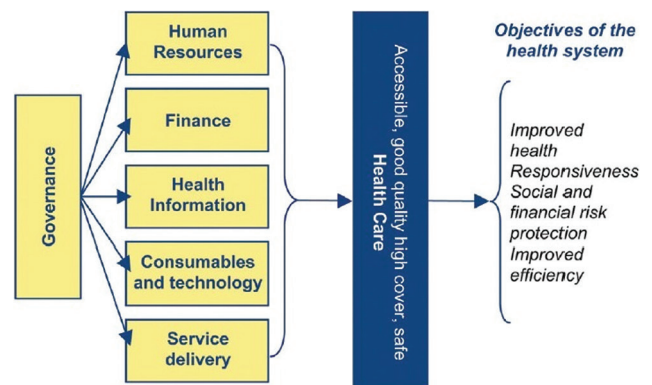 Governance
Human
Resources
Finance
Health
Information
Consumables
and technology
Service
delivery
Accessible, good quality high cover, safe
Health Care
Objectives of the
health system
Improved
health
Responsiveness
Social and
financial risk
protection
Improved
efficiency